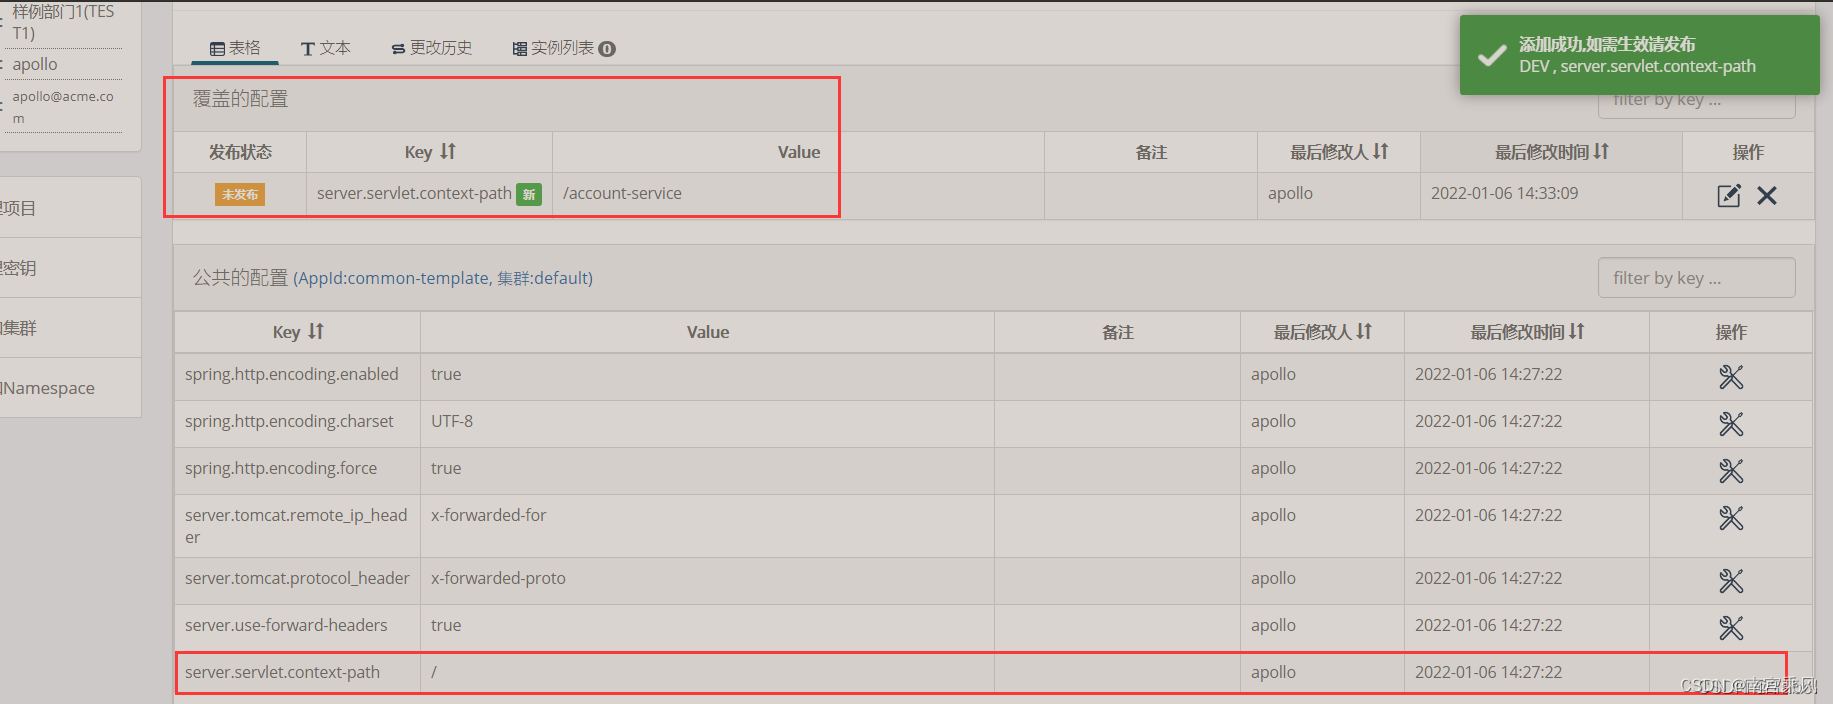 样例部门1(TES
T1)
apollo
apollo@acme.co
m
项目
密钥
集群
Namespace
表格
文本
更改历史
实例列表 0
添加成功,如需生效请发布
DEV , server.servlet.context-path
覆盖的配置
filter by key ...
发布状态 Key Value 备注 最后修改人 最后修改时间 操作
未发布 server.servlet.context-path 新 /account-service apollo 2022-01-06 14:33:09
公共的配置 (AppId:common-template, 集群:default)
filter by key ...
Key Value 备注 最后修改人 最后修改时间 操作
spring.http.encoding.enabled true apollo 2022-01-06 14:27:22
spring.http.encoding.charset UTF-8 apollo 2022-01-06 14:27:22
spring.http.encoding.force true apollo 2022-01-06 14:27:22
server.tomcat.remote_ip_head
er x-forwarded-for apollo 2022-01-06 14:27:22
server.tomcat.protocol_header x-forwarded-proto apollo 2022-01-06 14:27:22
server.use-forward-headers true apollo 2022-01-06 14:27:22
server.servlet.context-path / apollo 2022-01-06 14:27:22
CSDN @南宫乘风